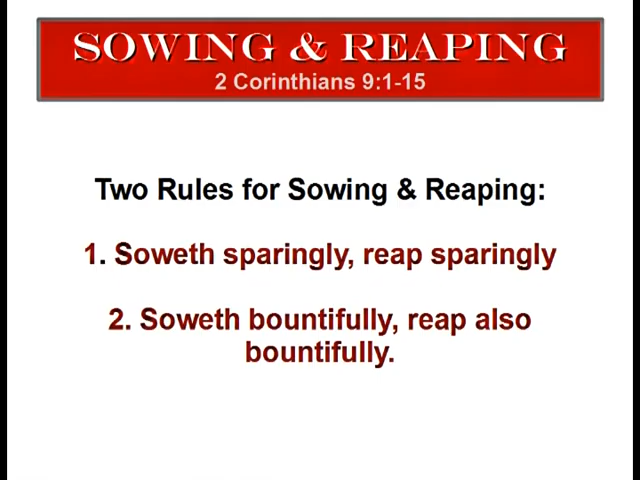 SOWING & REAPING
2 Corinthians 9:1-15
Two Rules for Sowing & Reaping:
1. Soweth sparingly, reap sparingly
2. Soweth bountifully, reap also
bountifully.